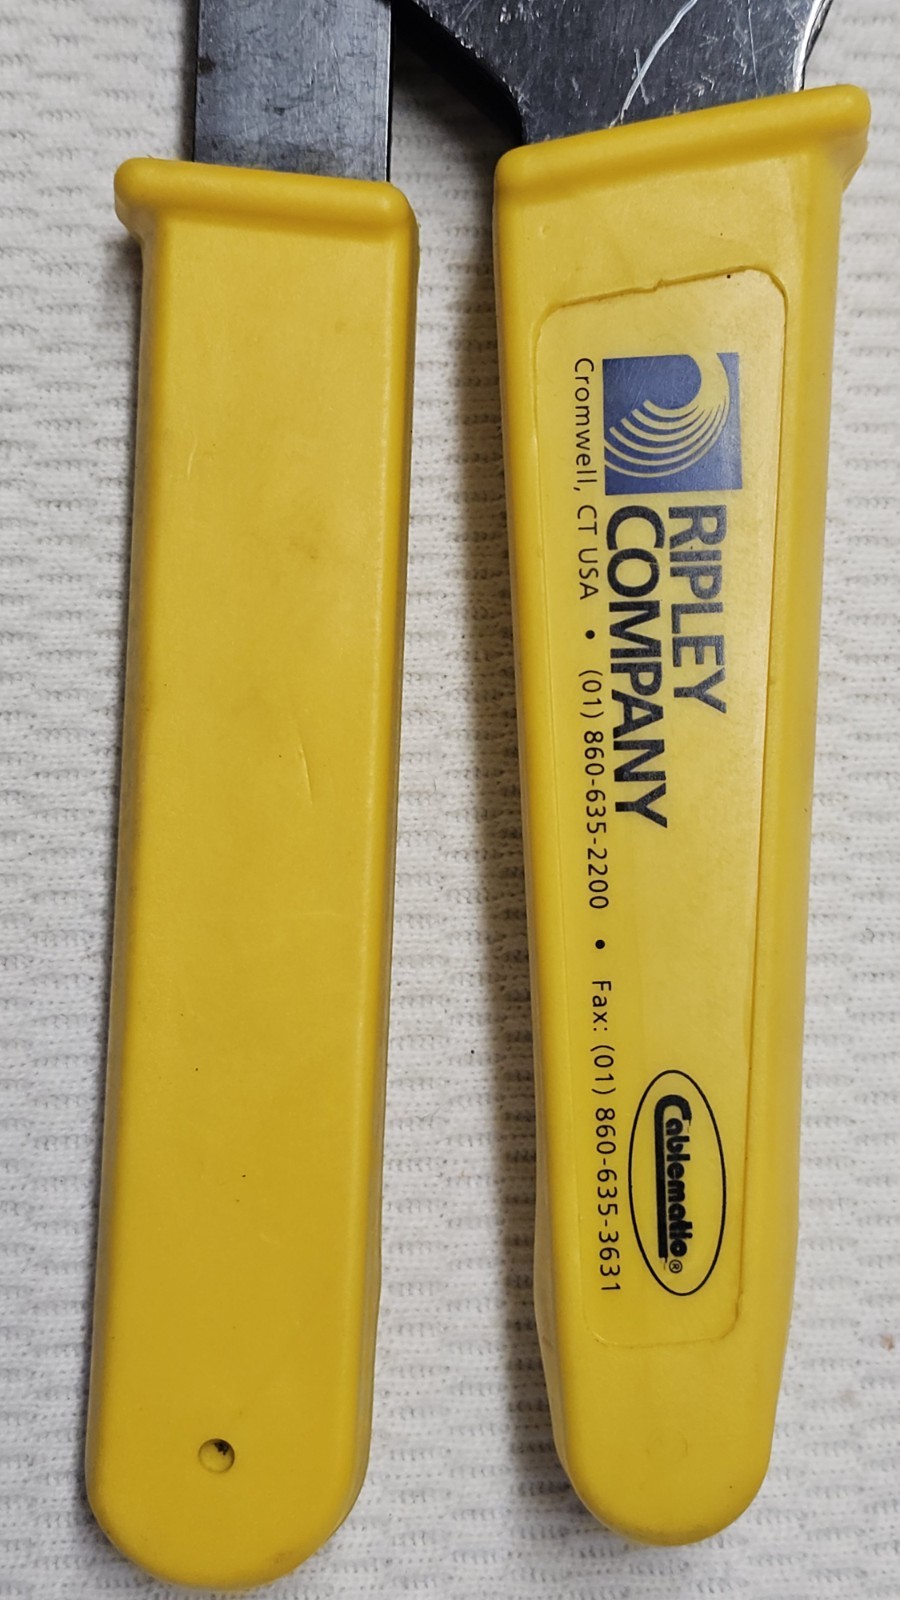 RIPLEY
COMPANY
Cromwell, CT USA • (01) 860-635-2200 • Fax: (01) 860-635-3631
Cablematic®